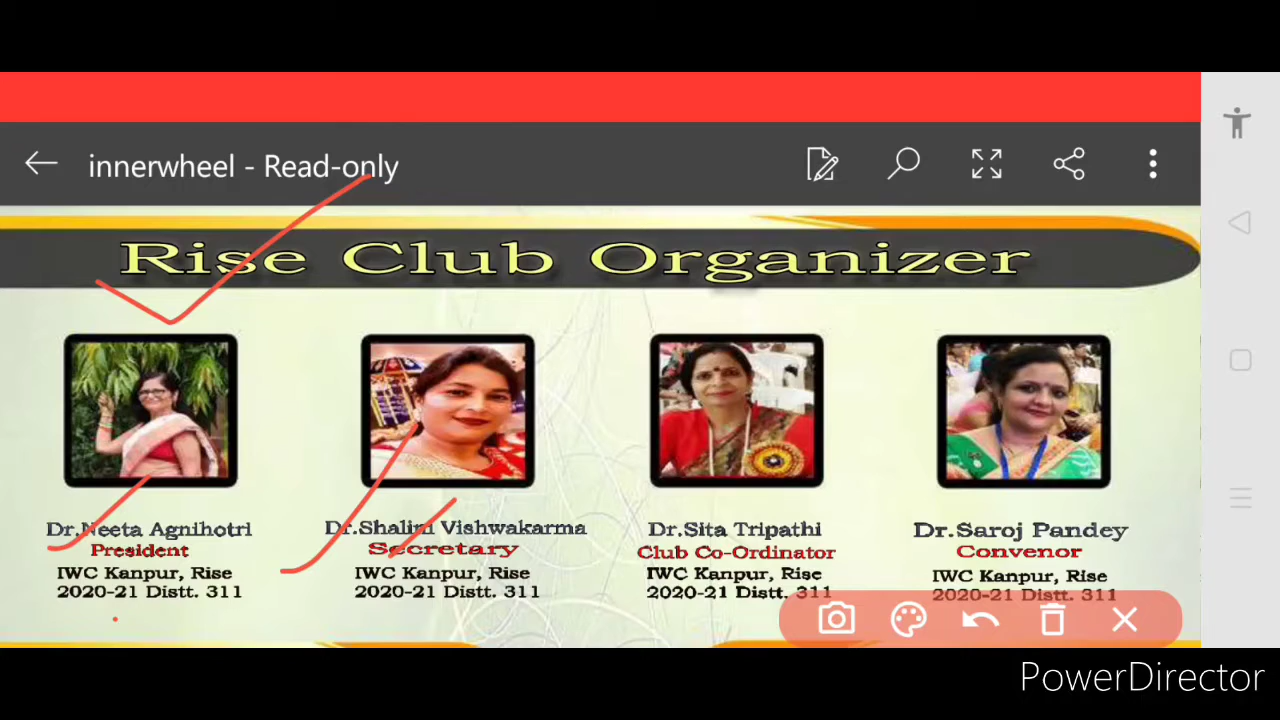 innerwheel - Read-only
Rise Club Organizer
Dr.Neeta Agnihotri
President
IWC Kanpur, Rise
2020-21 Distt. 311
Dr.Shalini Vishwakarma
Secretary
IWC Kanpur, Rise
2020-21 Distt. 311
Dr.Sita Tripathi
Club Co-Ordinator
IWC Kanpur, Rise
2020-21 Distt. 311
Dr.Saroj Pandey
Convenor
IWC Kanpur, Rise
2020-21 Distt. 311
PowerDirector